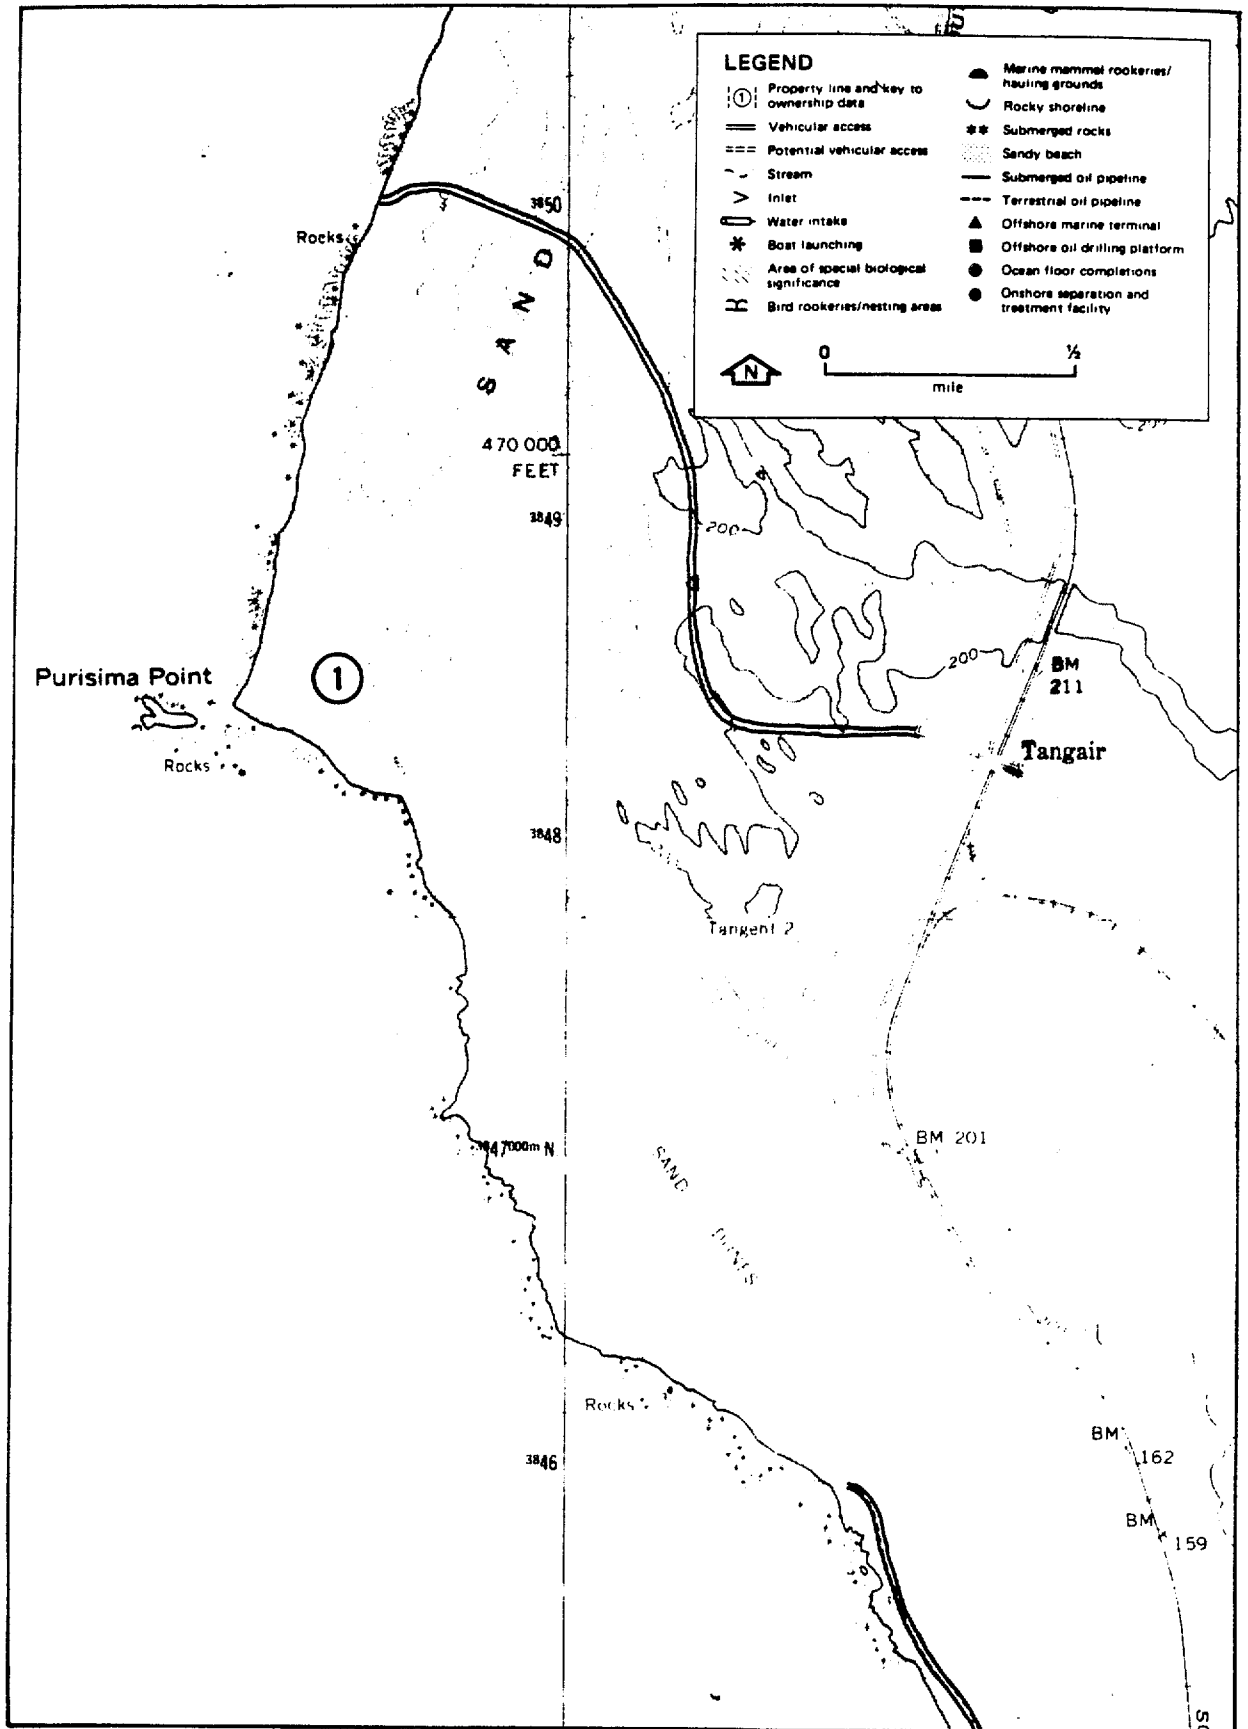 LEGEND
1
Property line and key to
ownership data
Vehicular access
Potential vehicular access
Stream
Inlet
Water intake
Boat launching
Area of special biological
significance
Bird rookeries/nesting areas
Marine mammal rookeries/
hauling grounds
Rocky shoreline
Submerged rocks
Sandy beach
Submerged oil pipeline
Terrestrial oil pipeline
Offshore marine terminal
Offshore oil drilling platform
Ocean floor completions
Onshore separation and
treatment facility
N
0
½
mile
3850
Rocks
SAND
470 000
FEET
3849
200
200
BM
211
Purisima Point
1
Rocks
Tangair
3848
Tangent 2
BM 201
3847000m N
SAND
DUNES
Rocks
BM
162
3846
BM
159